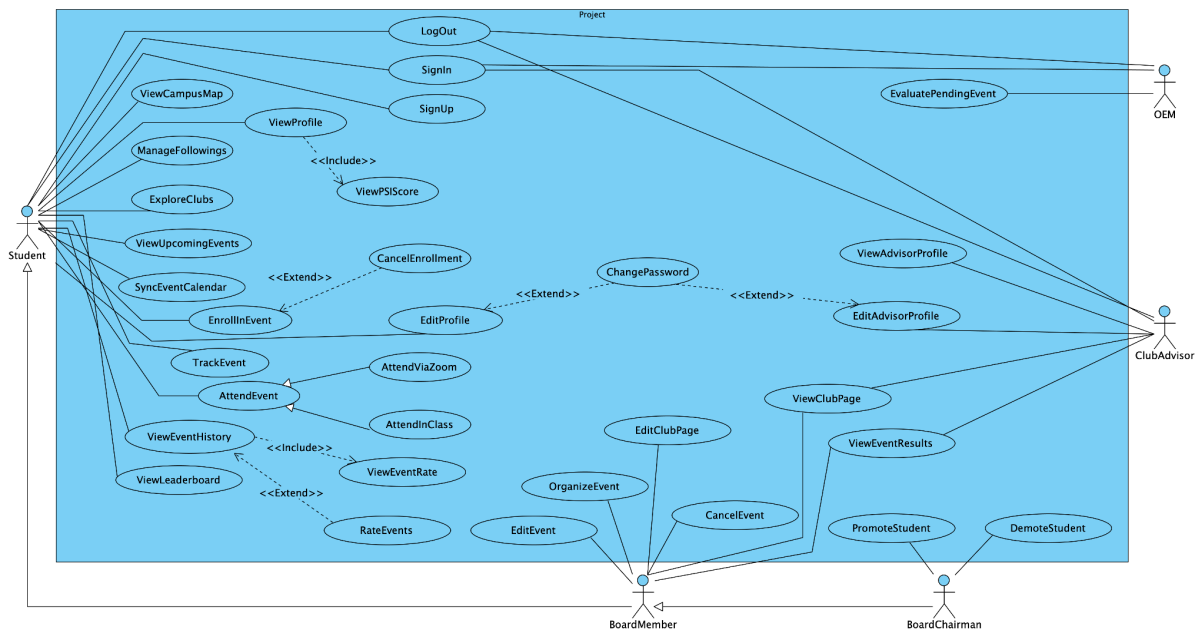 Project
LogOut
SignIn
SignUp
ViewCampusMap
ViewProfile
<<Include>>
ManageFollowings
ViewPSIScore
ExploreClubs
Student
ViewUpcomingEvents
SyncEventCalendar
CancelEnrollment
<<Extend>>
EnrollInEvent
ChangePassword
<<Extend>>
<<Extend>>
EditProfile
ViewAdvisorProfile
EditAdvisorProfile
EvaluatePendingEvent
OEM
ClubAdvisor
TrackEvent
AttendViaZoom
AttendEvent
AttendInClass
ViewEventHistory
<<Include>>
ViewEventRate
ViewLeaderboard
<<Extend>>
RateEvents
ViewClubPage
EditClubPage
ViewEventResults
OrganizeEvent
CancelEvent
EditEvent
PromoteStudent
DemoteStudent
BoardMember
BoardChairman